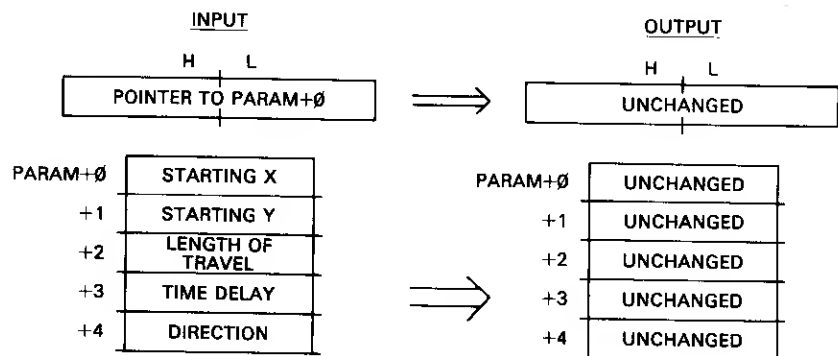 INPUT
H L
POINTER TO PARAM+Ø
PARAM+Ø STARTING X
+1 STARTING Y
+2 LENGTH OF
TRAVEL
+3 TIME DELAY
+4 DIRECTION
OUTPUT
H L
UNCHANGED
PARAM+Ø UNCHANGED
+1 UNCHANGED
+2 UNCHANGED
+3 UNCHANGED
+4 UNCHANGED